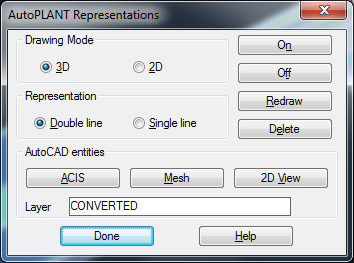 AutoPLANT Representations
Drawing Mode
3D 2D
On
Off
Representation
Double line Single line
Redraw
Delete
AutoCAD entities
ACIS Mesh 2D View
Layer CONVERTED
Done Help